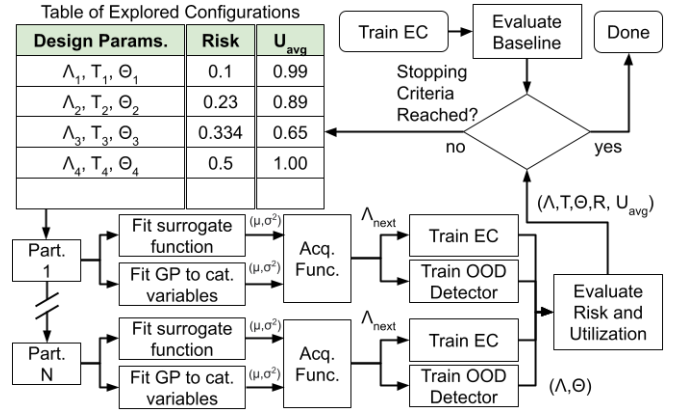 Table of Explored Configurations
Design Params. Risk U_avg
Λ₁, T₁, Θ₁ 0.1 0.99
Λ₂, T₂, Θ₂ 0.23 0.89
Λ₃, T₃, Θ₃ 0.334 0.65
Λ₄, T₄, Θ₄ 0.5 1.00
Train EC
Evaluate
Baseline
Done
Stopping
Criteria
Reached?
no
yes
(Λ,T,Θ,R, U_avg)
Part.
1
Fit surrogate
function
(μ,σ²)
Fit GP to cat.
variables
(μ,σ²)
Acq.
Func.
Λ_next
Train EC
Train OOD
Detector
Evaluate
Risk and
Utilization
Part.
N
Fit surrogate
function
(μ,σ²)
Fit GP to cat.
variables
(μ,σ²)
Acq.
Func.
Λ_next
Train EC
Train OOD
Detector
(Λ,Θ)